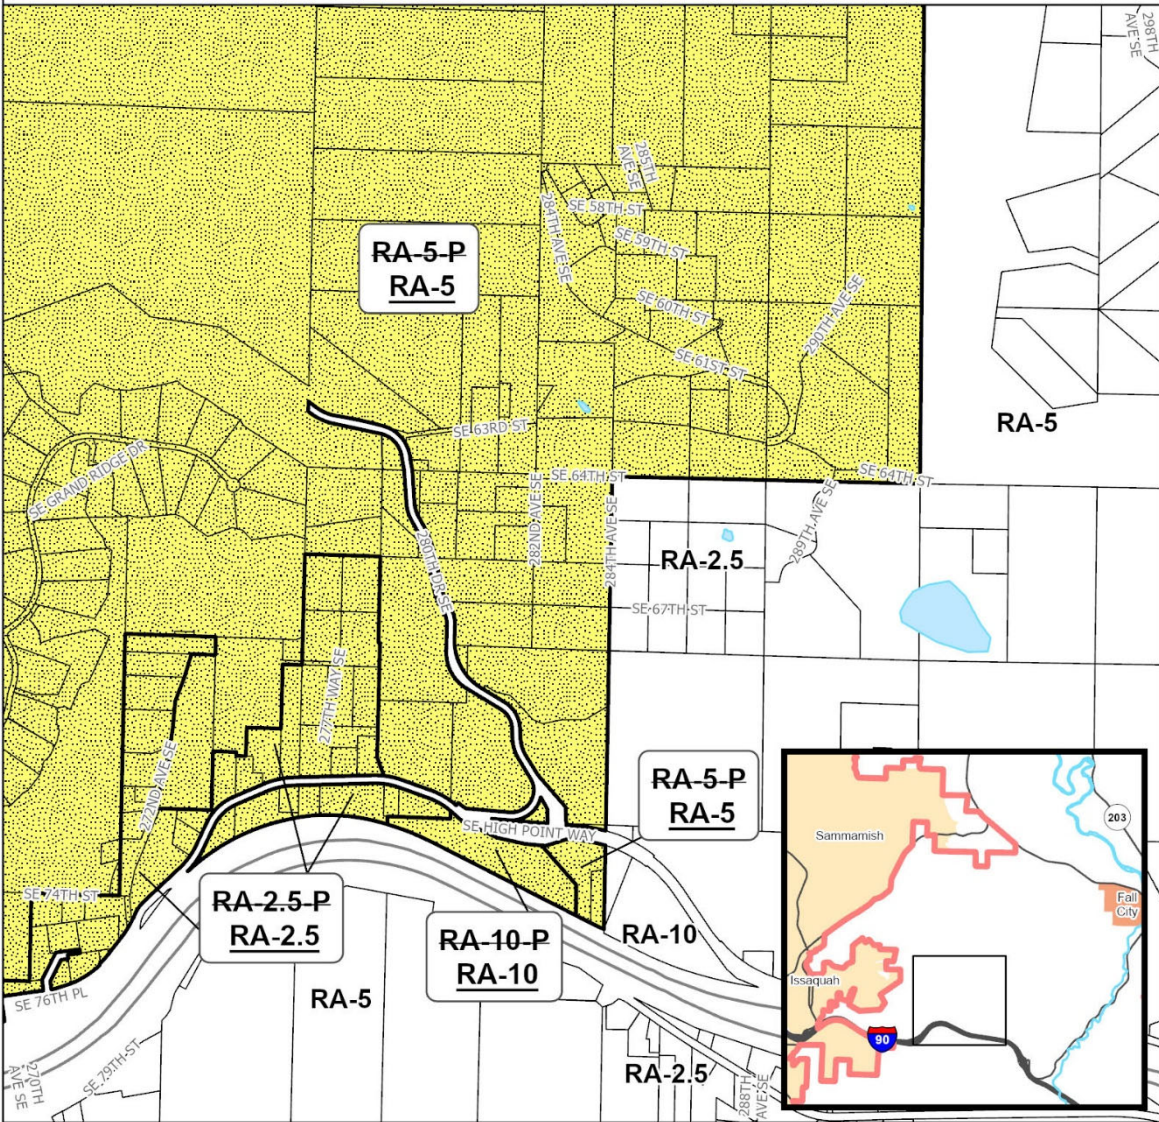 298TH
AVE SE
285TH
AVE SE
SE 58TH ST
284TH AVE SE
SE 59TH ST
RA-5-P
RA-5
SE 60TH ST
290TH AVE SE
SE 61ST ST
RA-5
SE 63RD ST
SE GRAND RIDGE DR
SE 64TH ST
SE 64TH ST
282ND AVE SE
284TH AVE SE
289TH AVE SE
280TH DR SE
RA-2.5
SE 67TH ST
277TH WAY SE
272ND AVE SE
RA-5-P
RA-5
SE HIGH POINT WAY
Sammamish
203
Fall
City
SE 74TH ST
RA-2.5-P
RA-2.5
RA-10-P
RA-10
RA-10
Issaquah
SE 76TH PL
RA-5
90
SE 79TH ST
270TH
AVE SE
RA-2.5
288TH
AVE SE